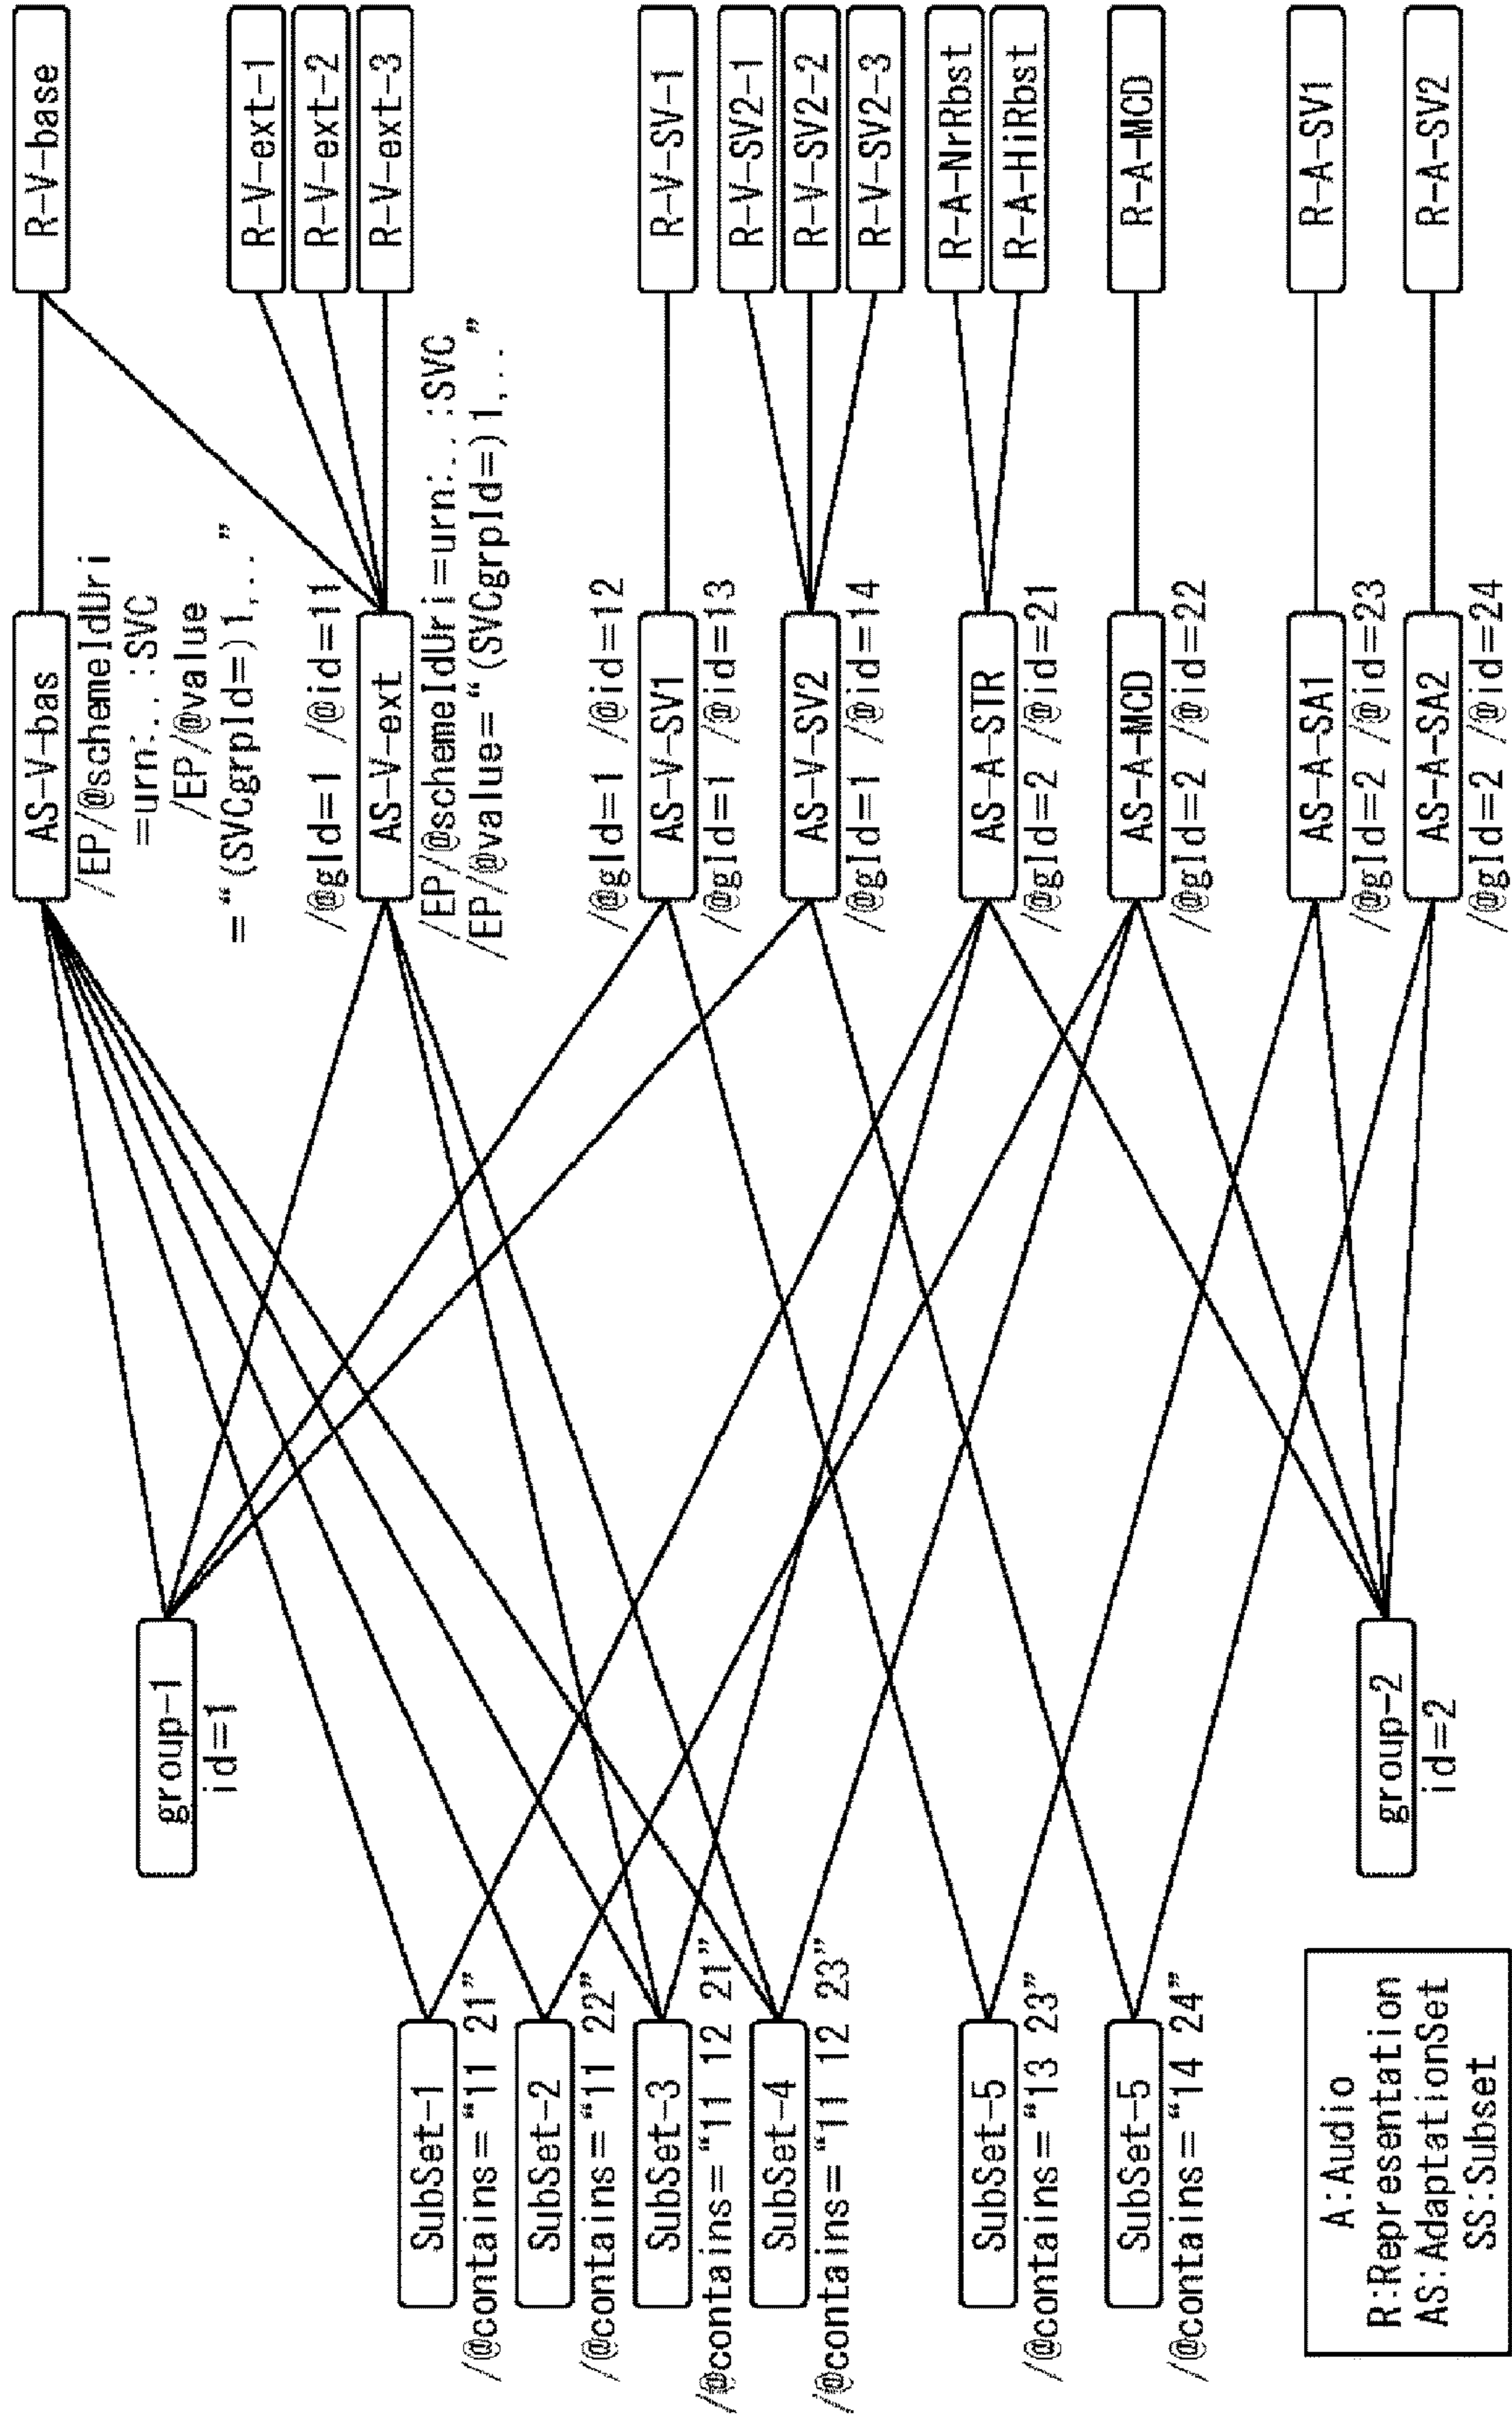 SubSet-1
/@contains="11 21"
SubSet-2
/@contains="11 22"
SubSet-3
/@contains="11 12 21"
SubSet-4
/@contains="11 12 23"
SubSet-5
/@contains="13 23"
SubSet-5
/@contains="14 24"
A:Audio
R:Representation
AS:AdaptationSet
SS:Subset
group-1
id=1
group-2
id=2
AS-V-bas
/EP/@schemeIdUri
=urn:..:SVC
/EP/@value
="(SVCgrpId=)1,.."
/@gId=1 /@id=11
AS-V-ext
/EP/@schemeIdUri=urn:..:SVC
/EP/@value="(SVCgrpId=)1,.."
/@gId=1 /@id=12
AS-V-SV1
/@gId=1 /@id=13
AS-V-SV2
/@gId=1 /@id=14
AS-A-STR
/@gId=2 /@id=21
AS-A-MCD
/@gId=2 /@id=22
AS-A-SA1
/@gId=2 /@id=23
AS-A-SA2
/@gId=2 /@id=24
R-V-base
R-V-ext-1
R-V-ext-2
R-V-ext-3
R-V-SV-1
R-V-SV2-1
R-V-SV2-2
R-V-SV2-3
R-A-NrRbst
R-A-HiRbst
R-A-MCD
R-A-SV1
R-A-SV2